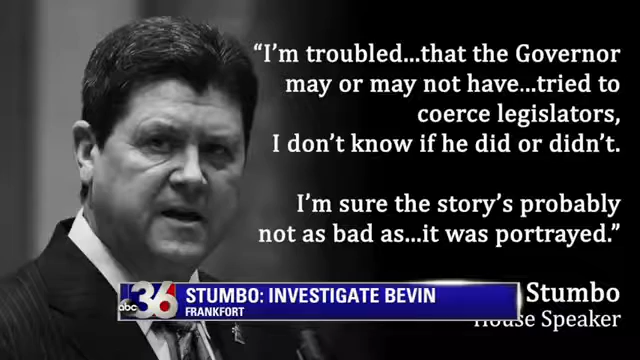 “I’m troubled...that the Governor
may or may not have...tried to
coerce legislators,
I don’t know if he did or didn’t.
I’m sure the story’s probably
not as bad as...it was portrayed.”
Stumbo
House Speaker
abc 36
STUMBO: INVESTIGATE BEVIN
FRANKFORT